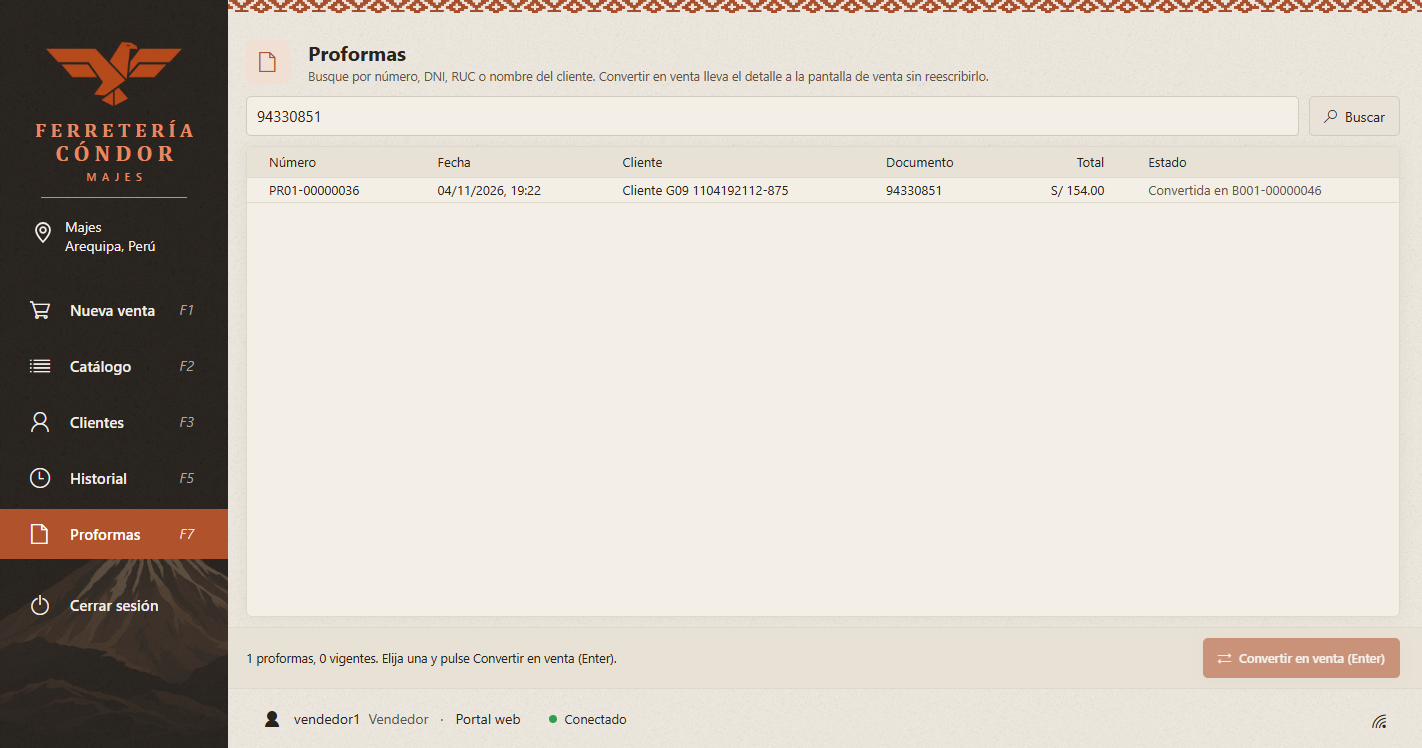 FERRETERÍA
CÓNDOR
MAJES
Majes
Arequipa, Perú
Nueva venta F1
Catálogo F2
Clientes F3
Historial F5
Proformas F7
Cerrar sesión
Proformas
Busque por número, DNI, RUC o nombre del cliente. Convertir en venta lleva el detalle a la pantalla de venta sin reescribirlo.
94330851
Buscar
Número Fecha Cliente Documento Total Estado
PR01-00000036 04/11/2026, 19:22 Cliente G09 1104192112-875 94330851 S/ 154.00 Convertida en B001-00000046
1 proformas, 0 vigentes. Elija una y pulse Convertir en venta (Enter).
Convertir en venta (Enter)
vendedor1 Vendedor · Portal web Conectado